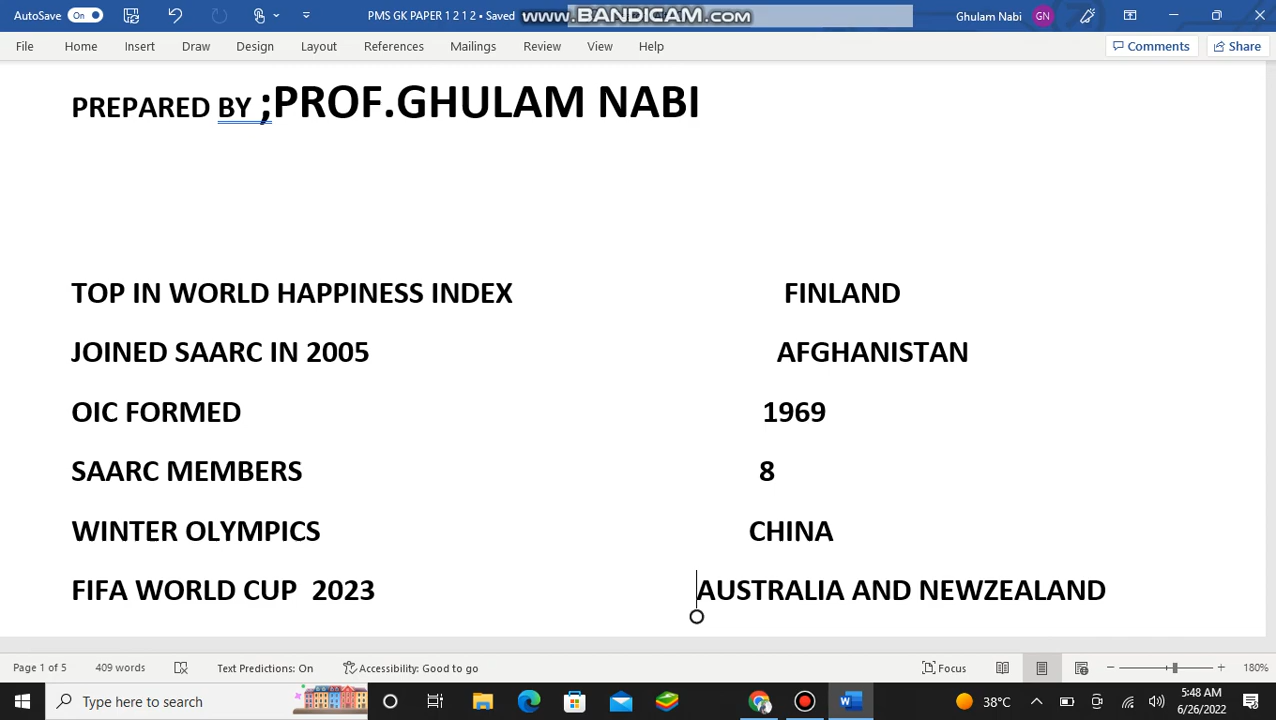 AutoSave On PMS GK PAPER 1 2 1 2 • Saved www.BANDICAM.com Ghulam Nabi GN
File Home Insert Draw Design Layout References Mailings Review View Help Comments Share
PREPARED BY ;PROF.GHULAM NABI
TOP IN WORLD HAPPINESS INDEX FINLAND
JOINED SAARC IN 2005 AFGHANISTAN
OIC FORMED 1969
SAARC MEMBERS 8
WINTER OLYMPICS CHINA
FIFA WORLD CUP 2023 AUSTRALIA AND NEWZEALAND
Page 1 of 5 409 words Text Predictions: On Accessibility: Good to go Focus 180%
Type here to search 38°C 5:48 AM
6/26/2022